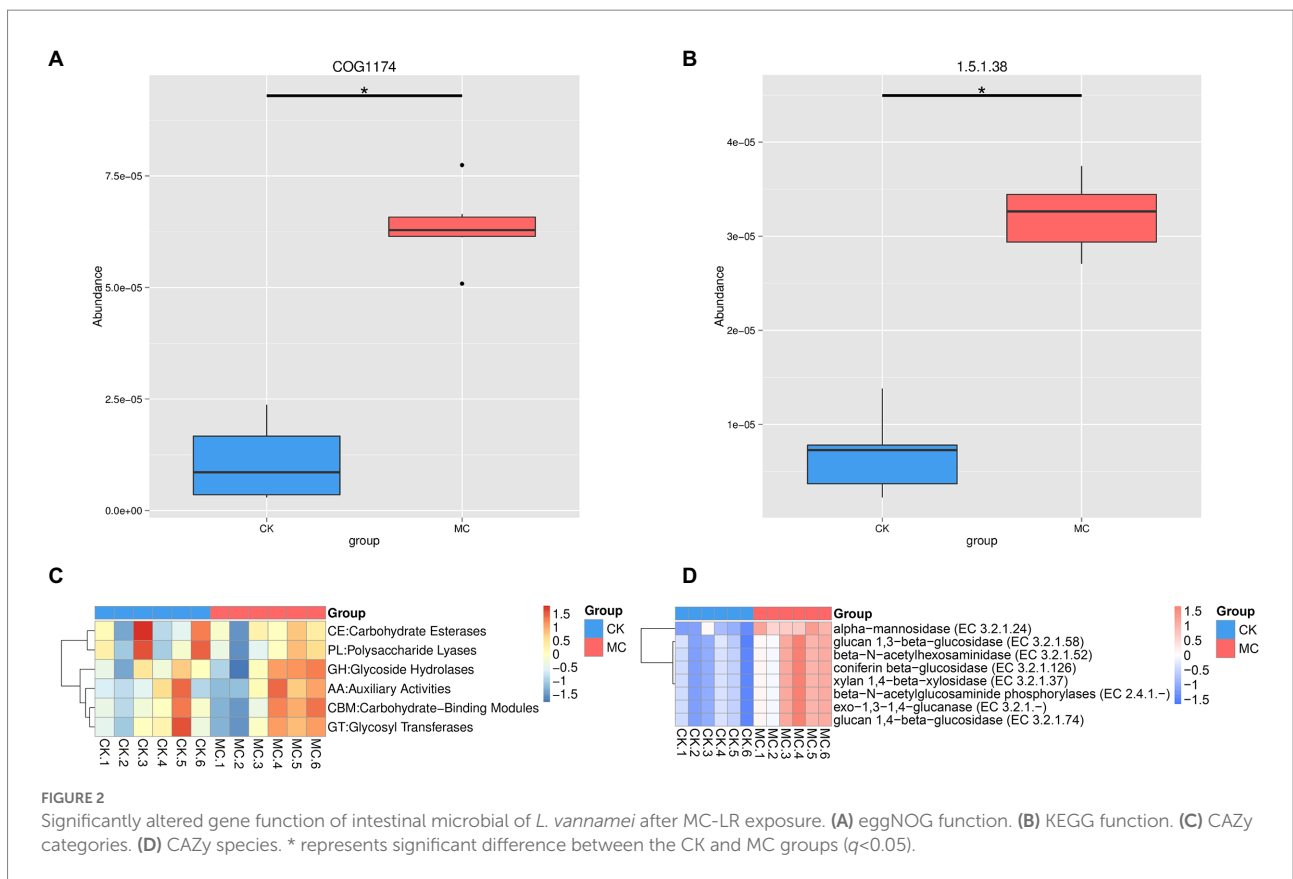 A
COG1174
*
7.5e−05
5.0e−05
2.5e−05
0.0e+00
Abundance
CK
MC
group
B
1.5.1.38
*
4e−05
3e−05
2e−05
1e−05
Abundance
CK
MC
group
C
Group
CE:Carbohydrate Esterases
PL:Polysaccharide Lyases
GH:Glycoside Hydrolases
AA:Auxiliary Activities
CBM:Carbohydrate−Binding Modules
GT:Glycosyl Transferases
CK.1
CK.2
CK.3
CK.4
CK.5
CK.6
MC.1
MC.2
MC.3
MC.4
MC.5
MC.6
1.5
1
0.5
0
−0.5
−1
−1.5
Group
CK
MC
D
Group
alpha−mannosidase (EC 3.2.1.24)
glucan 1,3−beta−glucosidase (EC 3.2.1.58)
beta−N−acetylhexosaminidase (EC 3.2.1.52)
coniferin beta−glucosidase (EC 3.2.1.126)
xylan 1,4−beta−xylosidase (EC 3.2.1.37)
beta−N−acetylglucosaminide phosphorylases (EC 2.4.1.−)
exo−1,3−1,4−glucanase (EC 3.2.1.−)
glucan 1,4−beta−glucosidase (EC 3.2.1.74)
CK.1
CK.2
CK.3
CK.4
CK.5
CK.6
MC.1
MC.2
MC.3
MC.4
MC.5
MC.6
1.5
1
0.5
0
−0.5
−1
−1.5
Group
CK
MC
FIGURE 2
Significantly altered gene function of intestinal microbial of L. vannamei after MC-LR exposure. (A) eggNOG function. (B) KEGG function. (C) CAZy
categories. (D) CAZy species. * represents significant difference between the CK and MC groups (q<0.05).